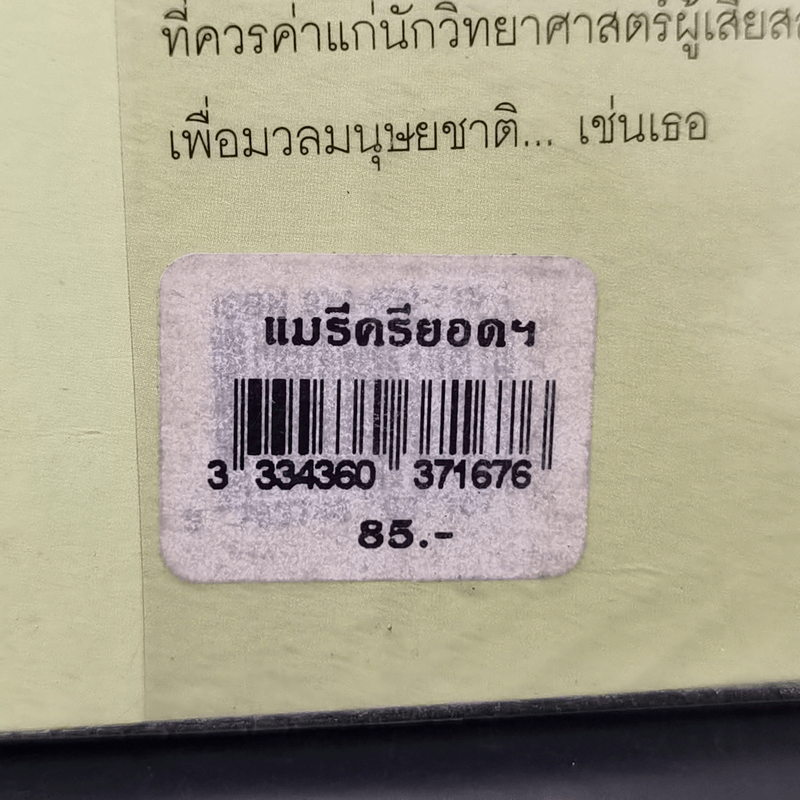 ที่ควรค่าแก่นักวิทยาศาสตร์ผู้เสียส
เพื่อมวลมนุษยชาติ... เช่นเธอ
แมรีครียอดฯ
3 334360 371676
85.-